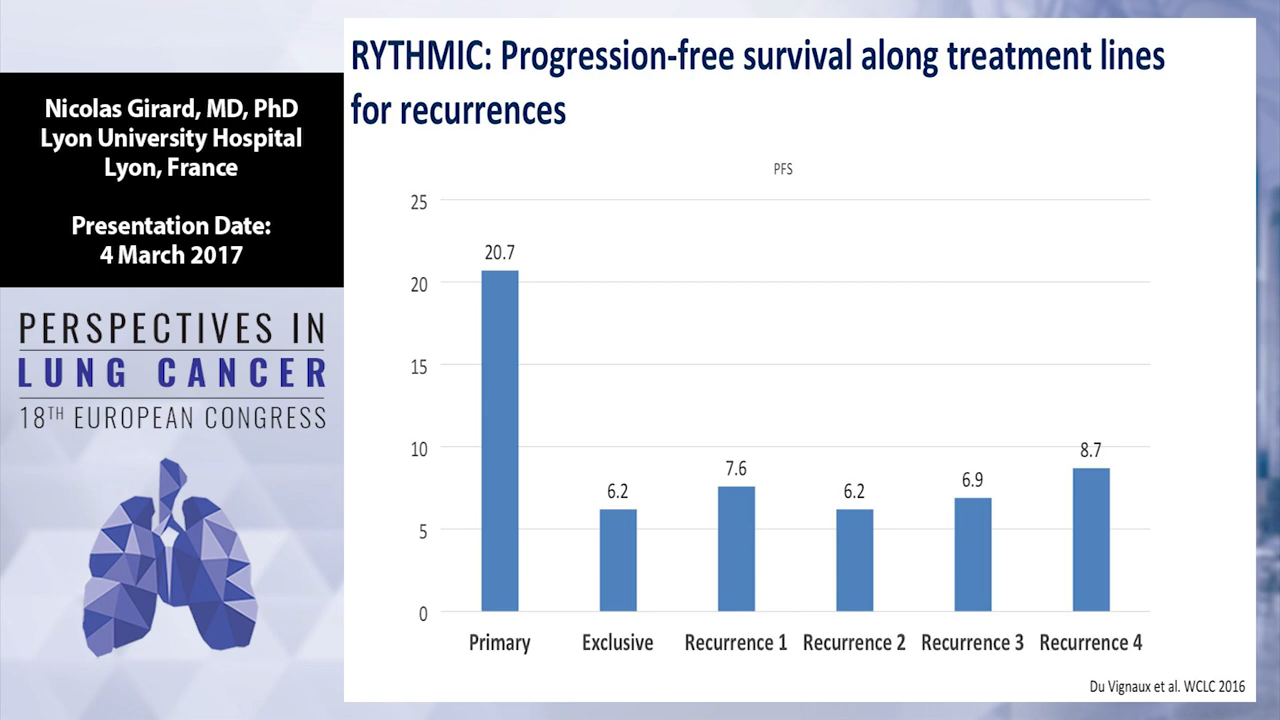 Nicolas Girard, MD, PhD
Lyon University Hospital
Lyon, France
Presentation Date:
4 March 2017
PERSPECTIVES IN
LUNG CANCER
18TH EUROPEAN CONGRESS
RYTHMIC: Progression-free survival along treatment lines
for recurrences
PFS
25
20
15
10
5
0
20.7
6.2
7.6
6.2
6.9
8.7
Primary
Exclusive
Recurrence 1
Recurrence 2
Recurrence 3
Recurrence 4
Du Vignaux et al. WCLC 2016